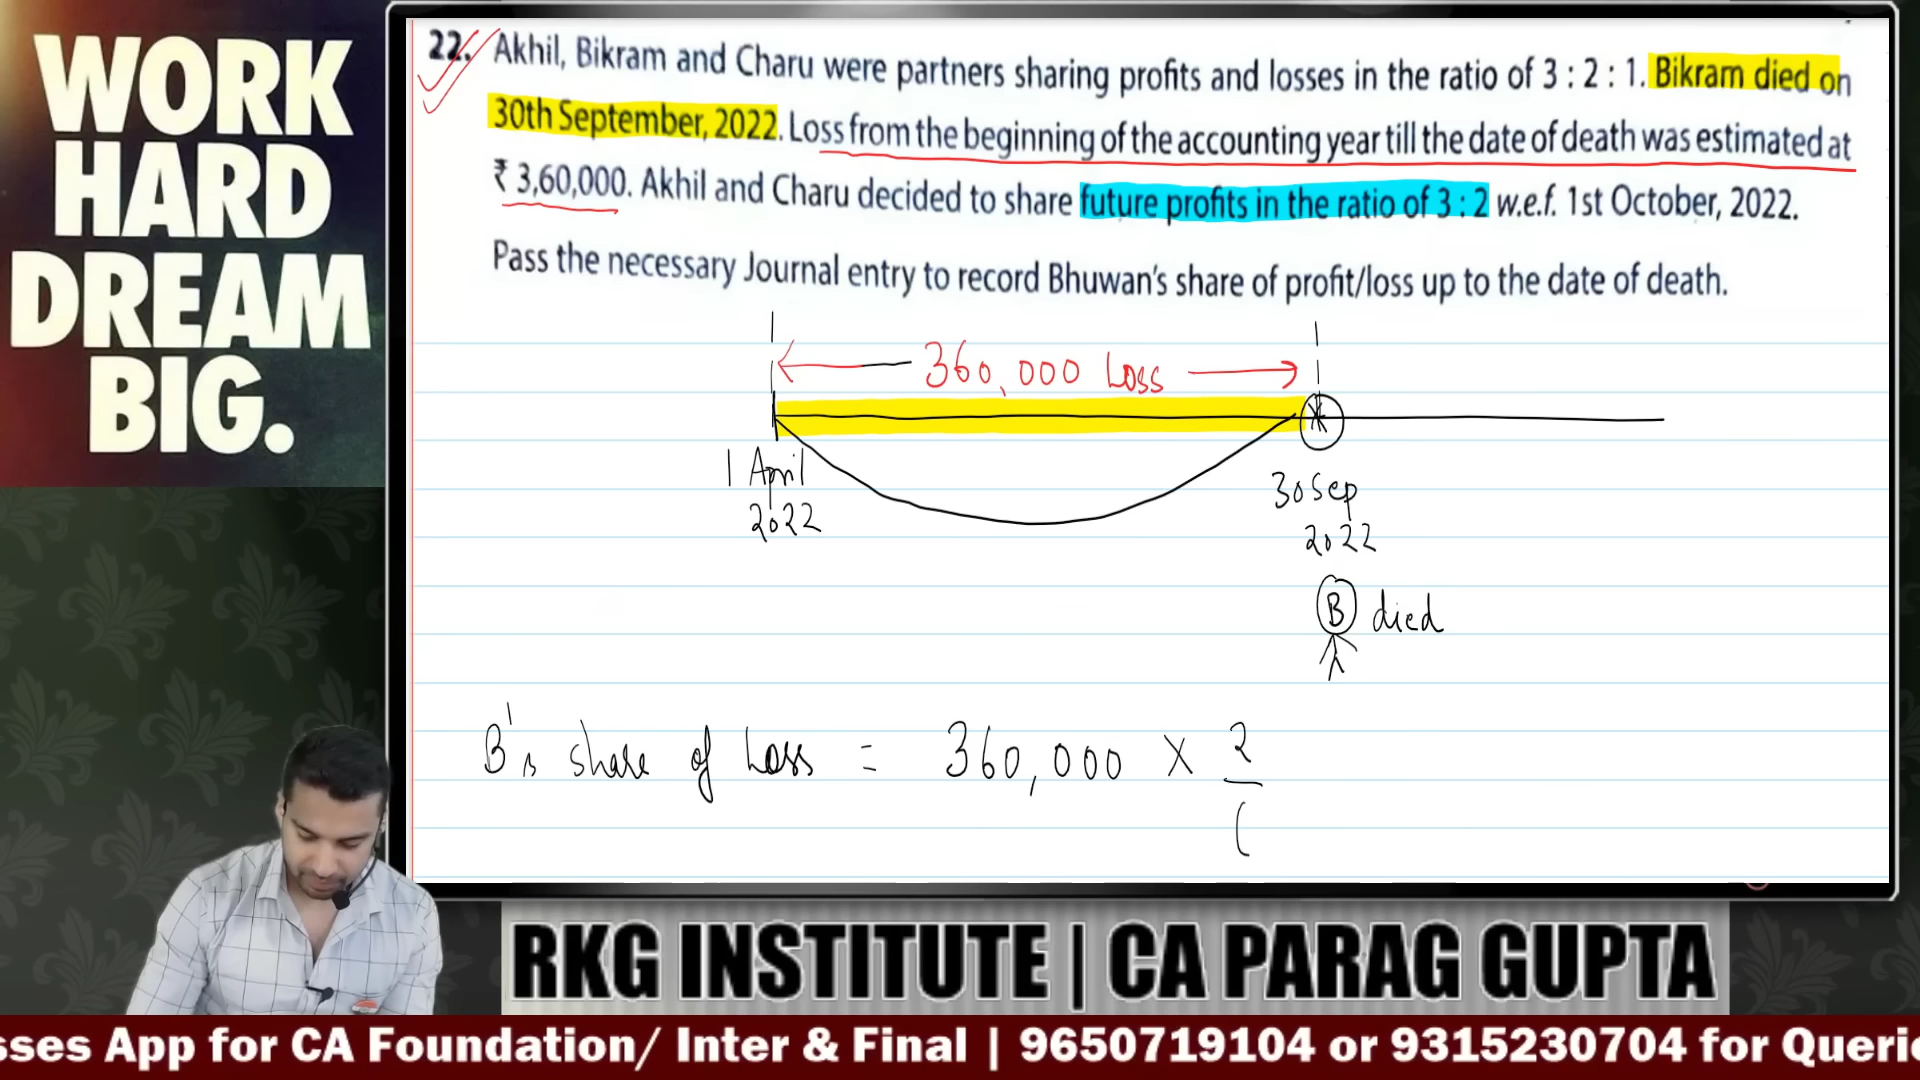 WORK
HARD
DREAM
BIG.
22. Akhil, Bikram and Charu were partners sharing profits and losses in the ratio of 3 : 2 : 1. Bikram died on
30th September, 2022. Loss from the beginning of the accounting year till the date of death was estimated at
₹ 3,60,000. Akhil and Charu decided to share future profits in the ratio of 3 : 2 w.e.f. 1st October, 2022.
Pass the necessary Journal entry to record Bhuwan's share of profit/loss up to the date of death.
360,000 Loss
1 April
2022
30 Sep
2022
B died
B's share of Loss = 360,000 × 2
(
RKG INSTITUTE | CA PARAG GUPTA
sses App for CA Foundation/ Inter & Final | 9650719104 or 9315230704 for Querie